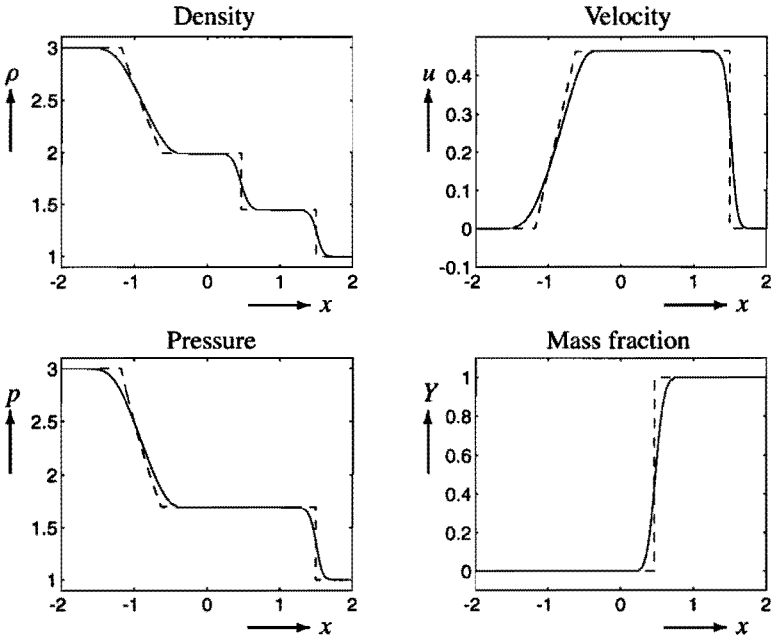 Density
ρ
3
2.5
2
1.5
1
-2 -1 0 1 2
x
Velocity
u
0.4
0.3
0.2
0.1
0
-0.1
-2 -1 0 1 2
x
Pressure
p
3
2.5
2
1.5
1
-2 -1 0 1 2
x
Mass fraction
Y
1
0.8
0.6
0.4
0.2
0
-2 -1 0 1 2
x